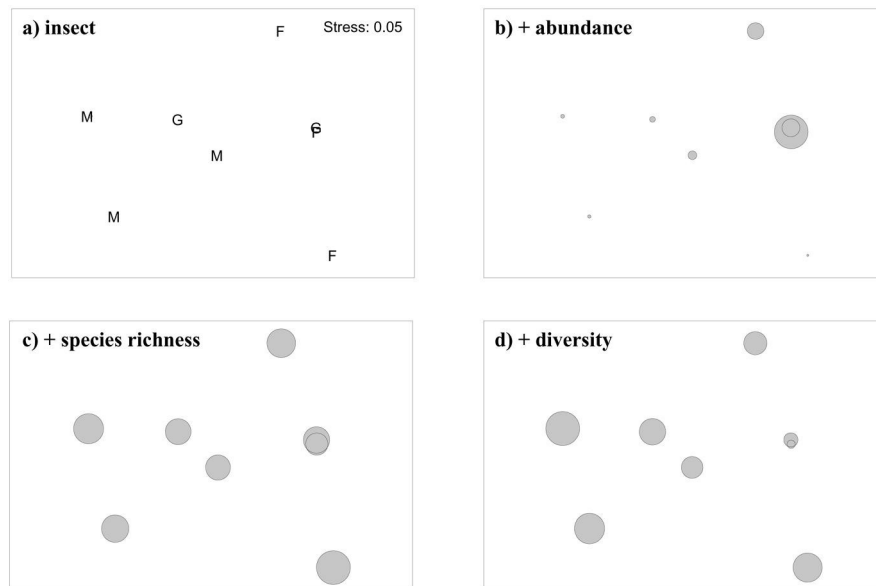 a) insect
F
Stress: 0.05
M
G
G
F
M
M
F
b) + abundance
c) + species richness
d) + diversity